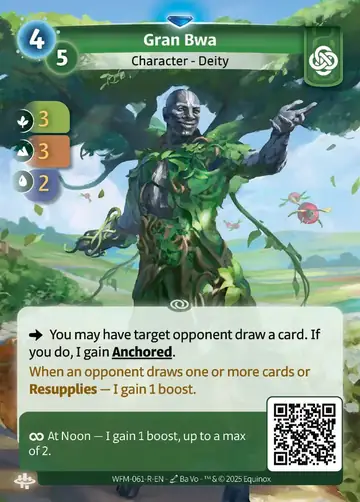 4
5
Gran Bwa
Character - Deity
3
3
2
You may have target opponent draw a card. If
you do, I gain Anchored.
When an opponent draws one or more cards or
Resupplies — I gain 1 boost.
At Noon — I gain 1 boost, up to a max
of 2.
WFM-061-R-EN - Ba Vo - ™ & © 2025 Equinox